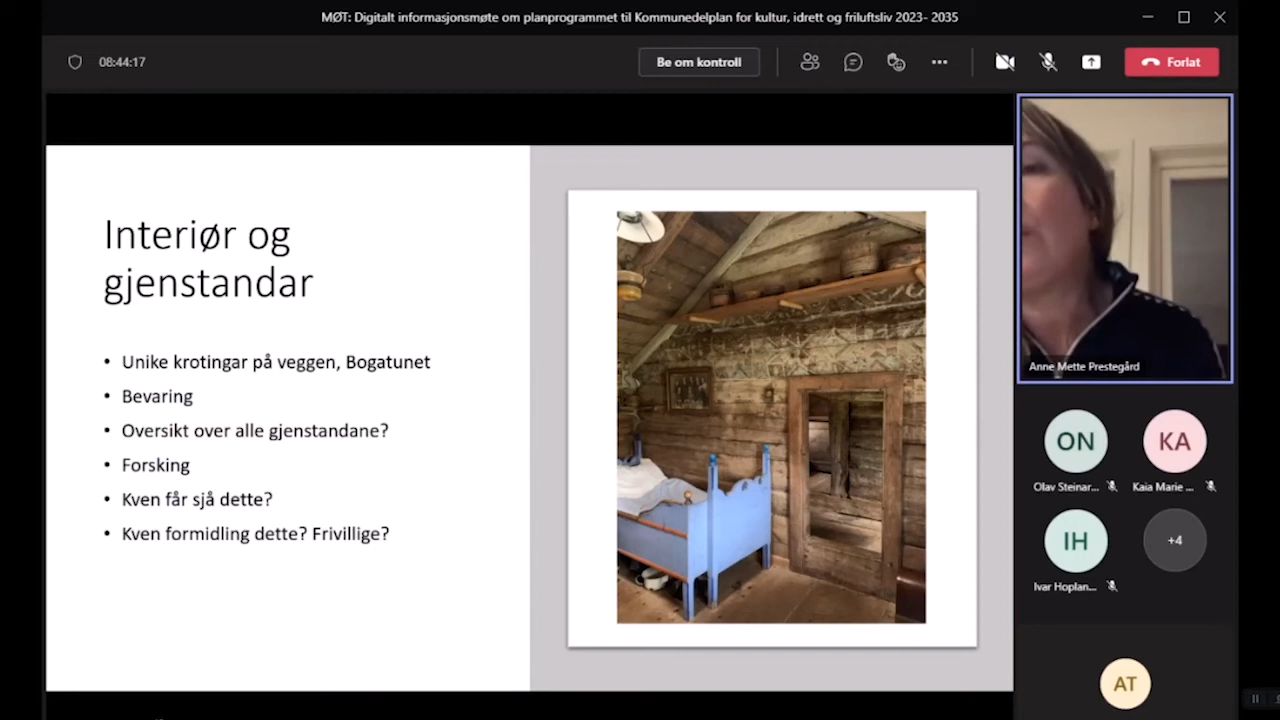 MØT: Digitalt informasjonsmøte om planprogrammet til Kommunedelplan for kultur, idrett og friluftsliv 2023- 2035
08:44:17
Be om kontroll
Forlat
Interiør og
gjenstandar
• Unike krotingar på veggen, Bogatunet
• Bevaring
• Oversikt over alle gjenstandane?
• Forsking
• Kven får sjå dette?
• Kven formidling dette? Frivillige?
Anne Mette Prestegård
ON
KA
Olav Steinar...
Kaia Marie ...
IH
+4
Ivar Hoplan...
AT